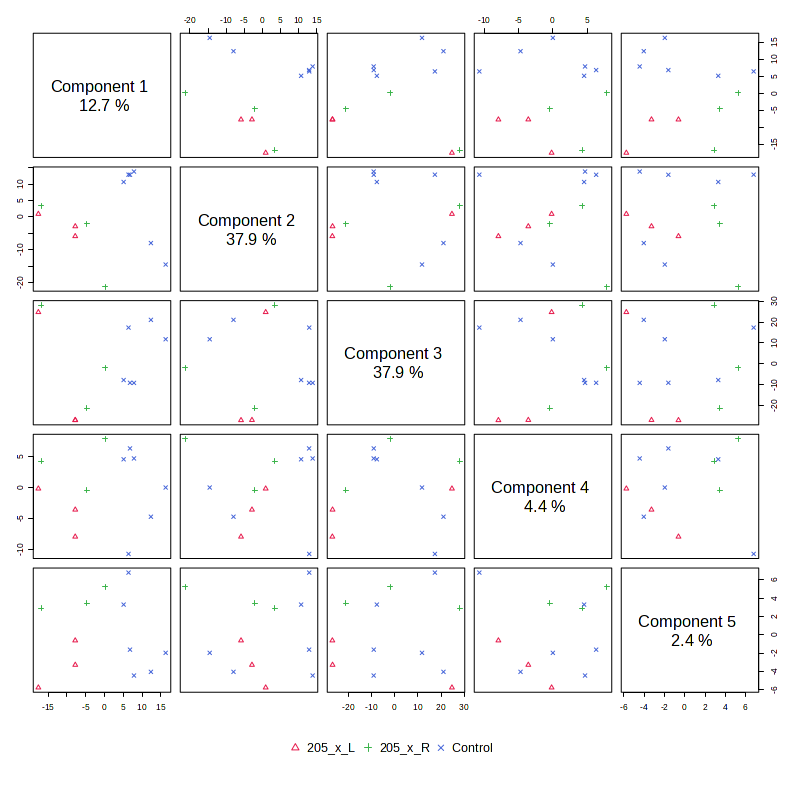 -20 -10 -5 0 5 10 15
-10 -5 0 5
Component 1
12.7 %
-15 -5 0 5 10 15
-20 -10 0 5 10
Component 2
37.9 %
Component 3
37.9 %
-20 -10 0 10 20 30
-10 -5 0 5
Component 4
4.4 %
Component 5
2.4 %
-6 -4 -2 0 2 4 6
-15 -5 0 5 10 15
-20 -10 0 10 20 30
-6 -4 -2 0 2 4 6
205_x_L 205_x_R Control